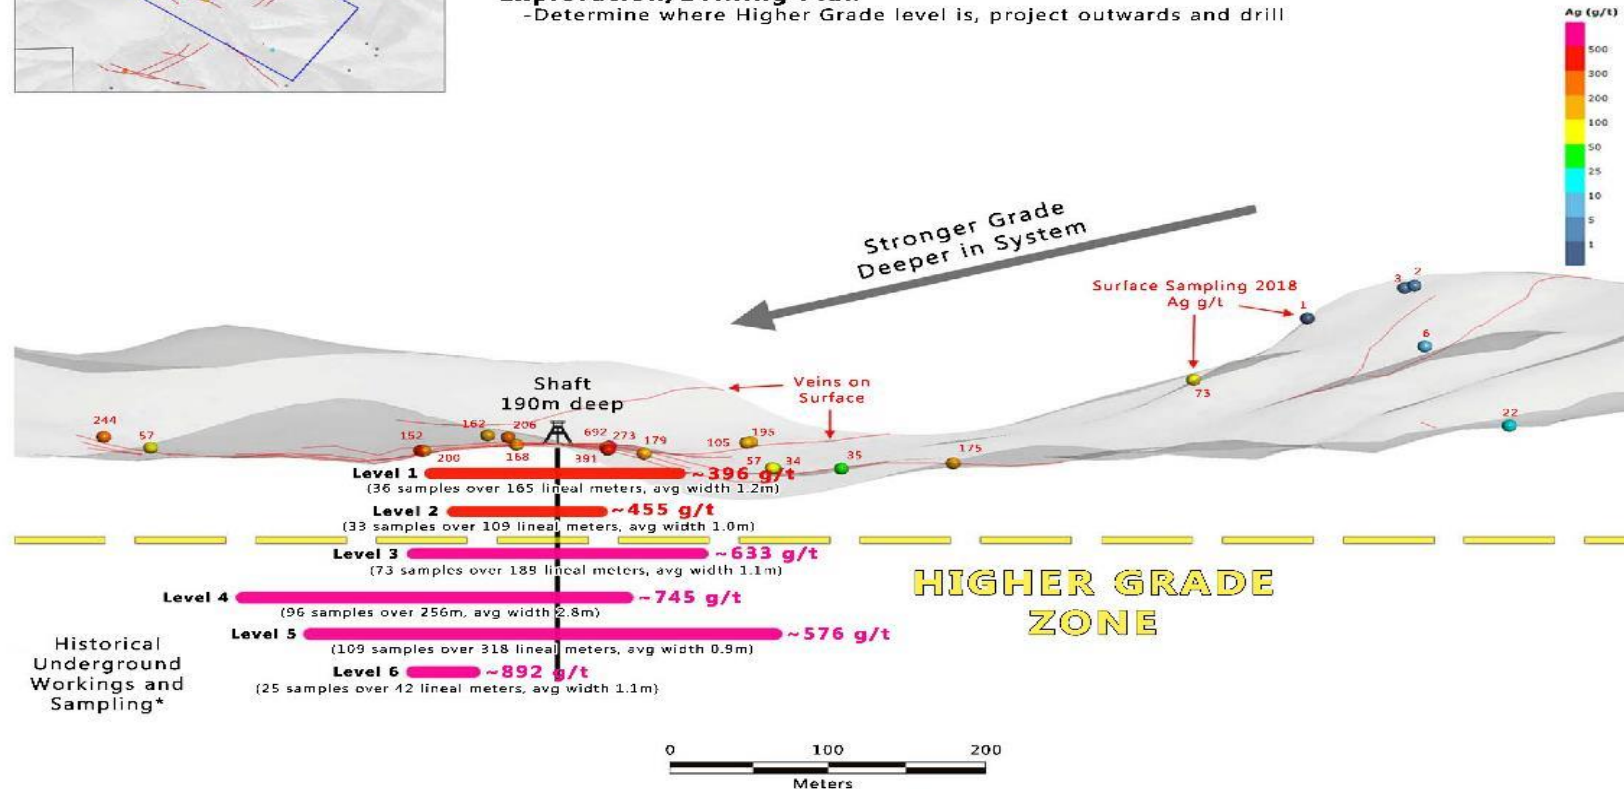 -Determine where Higher Grade level is, project outwards and drill
Ag (g/t)
500
300
200
100
50
25
10
5
1
Stronger Grade
Deeper in System
Surface Sampling 2018
Ag g/t
1
3
2
6
73
22
Veins on
Surface
Shaft
190m deep
244
57
152
200
162
206
168
692
273
391
179
105
195
57
34
35
175
Level 1
~396 g/t
(36 samples over 165 lineal meters, avg width 1.2m)
Level 2
~455 g/t
(33 samples over 109 lineal meters, avg width 1.0m)
Level 3
~633 g/t
(73 samples over 189 lineal meters, avg width 1.1m)
HIGHER GRADE
ZONE
Level 4
~745 g/t
(96 samples over 256m, avg width 2.8m)
Level 5
~576 g/t
(109 samples over 318 lineal meters, avg width 0.9m)
Level 6
~892 g/t
(25 samples over 42 lineal meters, avg width 1.1m)
Historical
Underground
Workings and
Sampling*
0
100
200
Meters